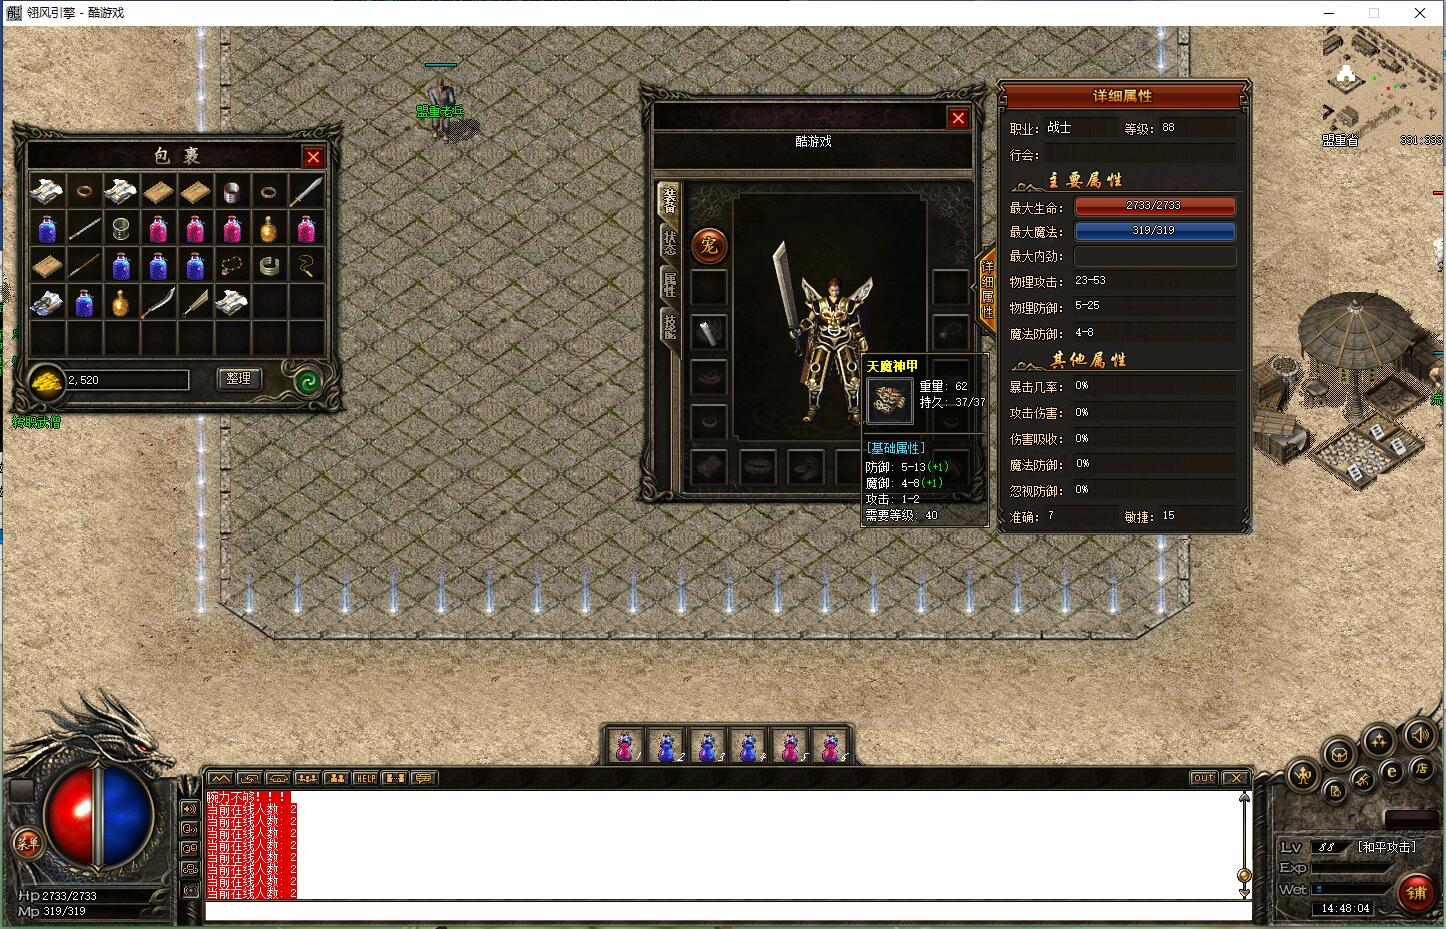 翎风引擎 - 酷游戏
盟重老兵
包裹
2,520
整理
酷游戏
装备
状态
属性
技能
宠
详细属性
天魔神甲
重量: 62
持久: 37/37
[基础属性]
防御: 5-13(+1)
魔御: 4-8(+1)
攻击: 1-2
需要等级: 40
详细属性
职业: 战士 等级: 88
行会:
主要属性
最大生命: 2733/2733
最大魔法: 319/319
最大内劲:
物理攻击: 23-53
物理防御: 5-25
魔法防御: 4-8
其他属性
暴击几率: 0%
攻击伤害: 0%
伤害吸收: 0%
魔法防御: 0%
忽视防御: 0%
准确: 7 敏捷: 15
盟重省 331:333
1 2 3 4 5 6
HELP
out
腕力不够!!!
当前在线人数: 2
当前在线人数: 2
当前在线人数: 2
当前在线人数: 2
当前在线人数: 2
当前在线人数: 2
当前在线人数: 2
当前在线人数: 2
菜单
Hp 2733/2733
Mp 319/319
e
店
Lv 88 [和平攻击]
Exp
Wet
14:48:04
铺